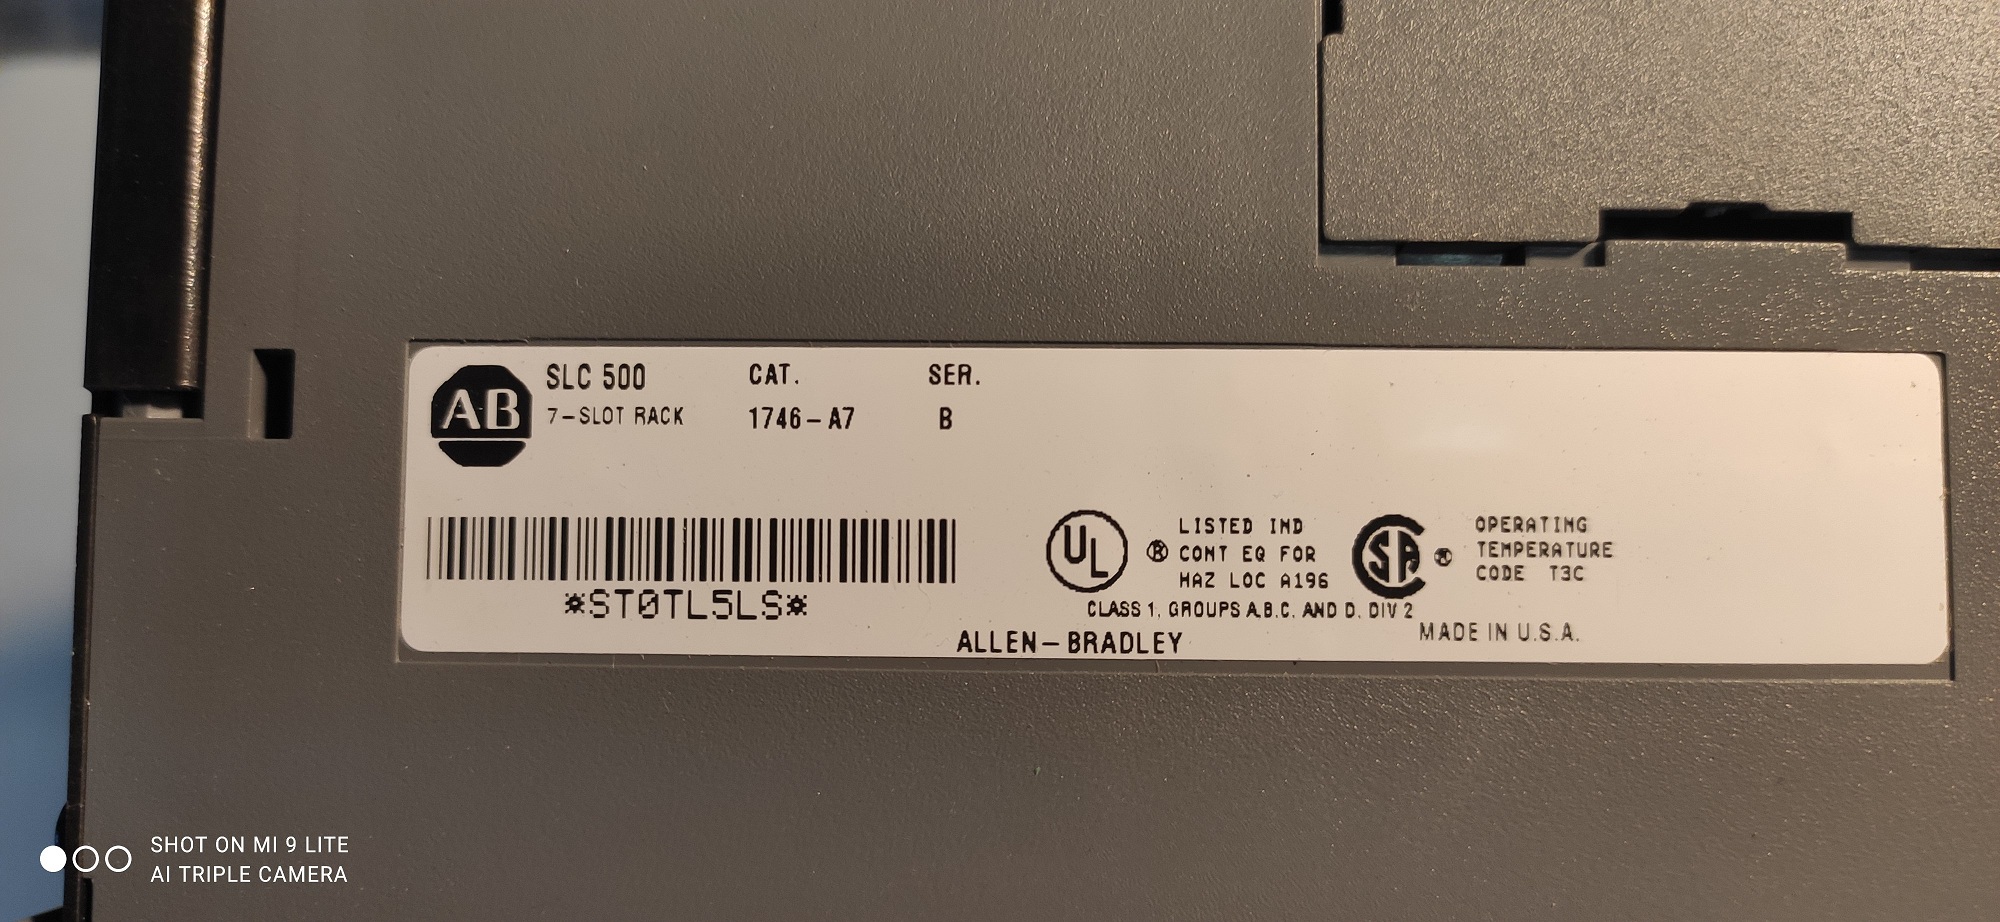 AB
SLC 500
7-SLOT RACK
CAT.
1746-A7
SER.
B
*ST0TL5LS*
UL
® LISTED IND
CONT EQ FOR
HAZ LOC A196
SA ®
OPERATING
TEMPERATURE
CODE T3C
CLASS 1, GROUPS A.B.C. AND D, DIV 2
ALLEN-BRADLEY
MADE IN U.S.A.
SHOT ON MI 9 LITE
AI TRIPLE CAMERA